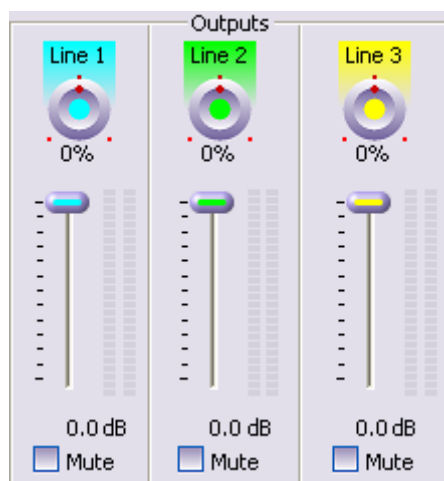 Outputs
Line 1
Line 2
Line 3
0%
0%
0%
0.0 dB
0.0 dB
0.0 dB
Mute
Mute
Mute